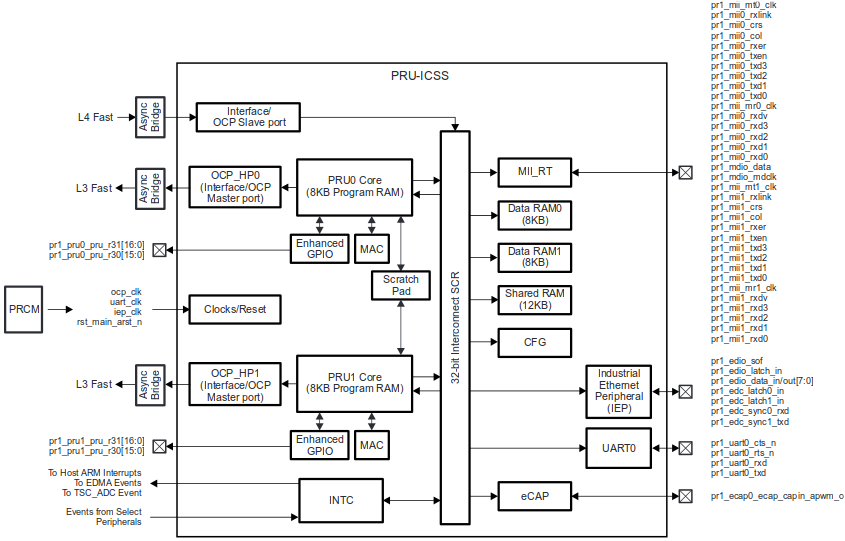 PRU-ICSS
L4 Fast
Async
Bridge
Interface/
OCP Slave port
L3 Fast
Async
Bridge
OCP_HP0
(Interface/OCP
Master port)
PRU0 Core
(8KB Program RAM)
pr1_pru0_pru_r31[16:0]
pr1_pru0_pru_r30[15:0]
Enhanced
GPIO
MAC
Scratch
Pad
PRCM
ocp_clk
uart_clk
iep_clk
rst_main_arst_n
Clocks/Reset
L3 Fast
Async
Bridge
OCP_HP1
(Interface/OCP
Master port)
PRU1 Core
(8KB Program RAM)
pr1_pru1_pru_r31[16:0]
pr1_pru1_pru_r30[15:0]
Enhanced
GPIO
MAC
To Host ARM Interrupts
To EDMA Events
To TSC_ADC Event
Events from Select
Peripherals
INTC
32-bit Interconnect SCR
MII_RT
Data RAM0
(8KB)
Data RAM1
(8KB)
Shared RAM
(12KB)
CFG
Industrial
Ethernet
Peripheral
(IEP)
UART0
eCAP
pr1_mii_mt0_clk
pr1_mii0_rxlink
pr1_mii0_crs
pr1_mii0_col
pr1_mii0_rxer
pr1_mii0_txen
pr1_mii0_txd3
pr1_mii0_txd2
pr1_mii0_txd1
pr1_mii0_txd0
pr1_mii_mr0_clk
pr1_mii0_rxdv
pr1_mii0_rxd3
pr1_mii0_rxd2
pr1_mii0_rxd1
pr1_mii0_rxd0
pr1_mdio_data
pr1_mdio_mdclk
pr1_mii_mt1_clk
pr1_mii1_rxlink
pr1_mii1_crs
pr1_mii1_col
pr1_mii1_rxer
pr1_mii1_txen
pr1_mii1_txd3
pr1_mii1_txd2
pr1_mii1_txd1
pr1_mii1_txd0
pr1_mii_mr1_clk
pr1_mii1_rxdv
pr1_mii1_rxd3
pr1_mii1_rxd2
pr1_mii1_rxd1
pr1_mii1_rxd0
pr1_edio_sof
pr1_edio_latch_in
pr1_edio_data_in/out[7:0]
pr1_edc_latch0_in
pr1_edc_latch1_in
pr1_edc_sync0_rxd
pr1_edc_sync1_txd
pr1_uart0_cts_n
pr1_uart0_rts_n
pr1_uart0_rxd
pr1_uart0_txd
pr1_ecap0_ecap_capin_apwm_o